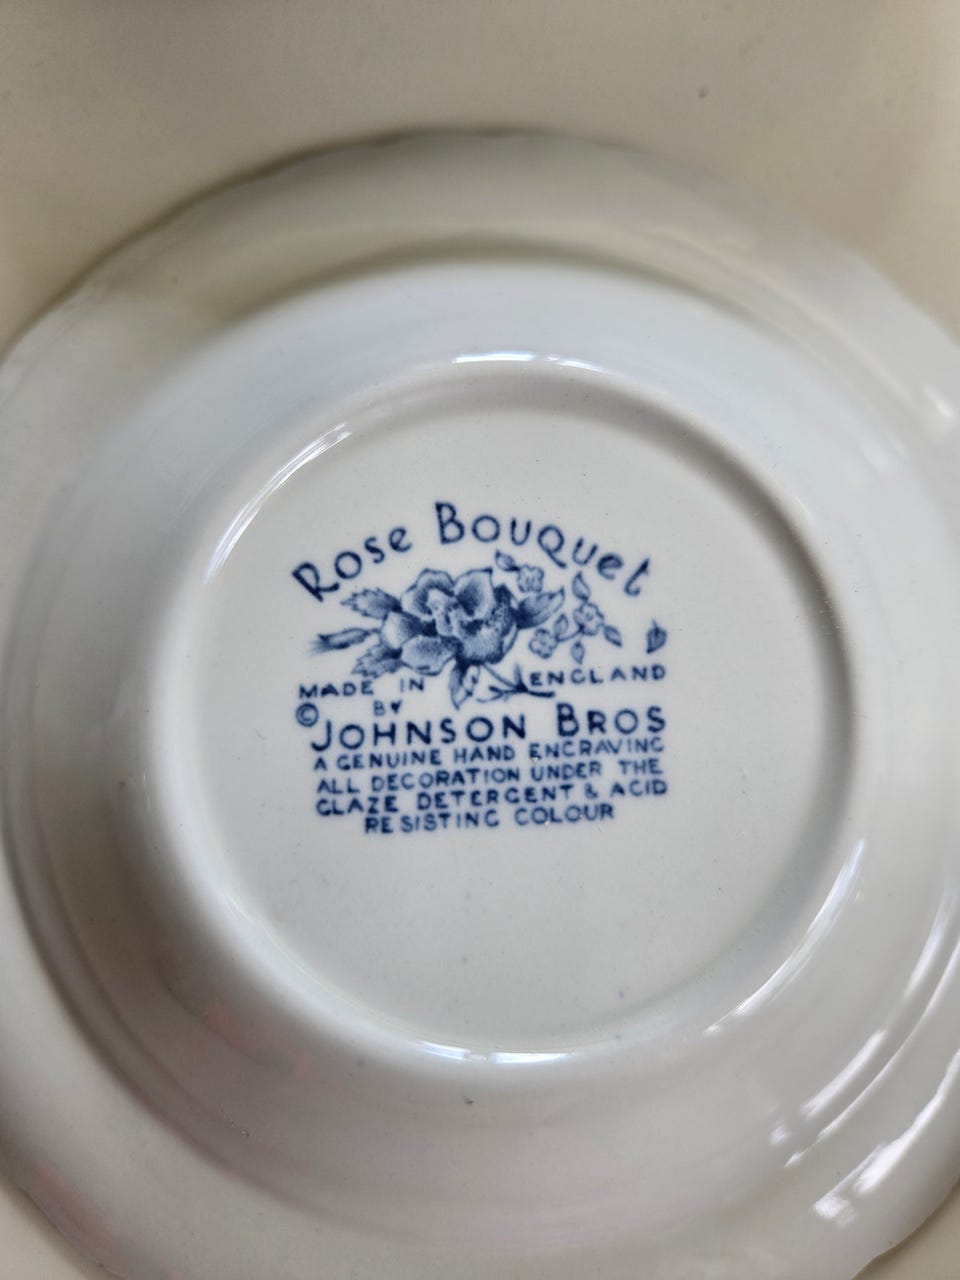 Rose Bouquet
MADE IN ENGLAND
BY
© JOHNSON BROS
A GENUINE HAND ENGRAVING
ALL DECORATION UNDER THE
GLAZE DETERGENT & ACID
RESISTING COLOUR